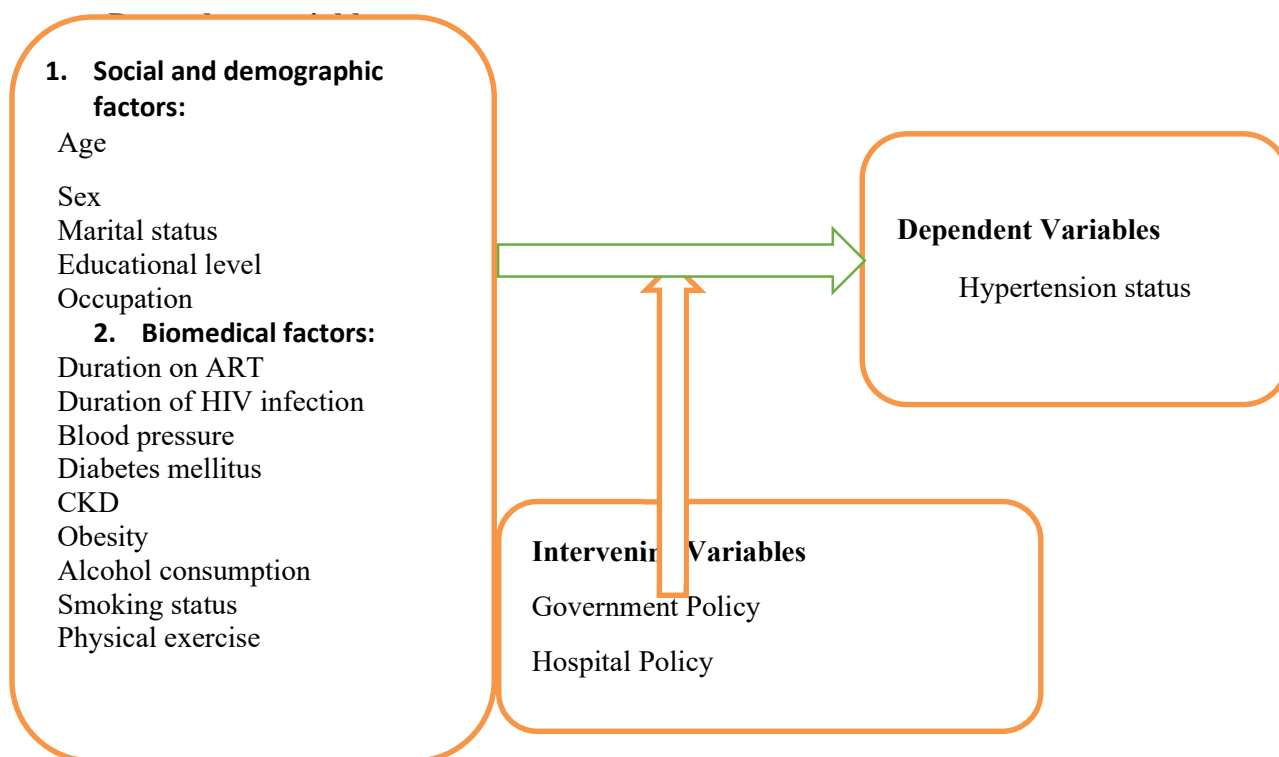 1. Social and demographic
factors:
Age
Sex
Marital status
Educational level
Occupation
2. Biomedical factors:
Duration on ART
Duration of HIV infection
Blood pressure
Diabetes mellitus
CKD
Obesity
Alcohol consumption
Smoking status
Physical exercise
Dependent Variables
Hypertension status
Intervening Variables
Government Policy
Hospital Policy